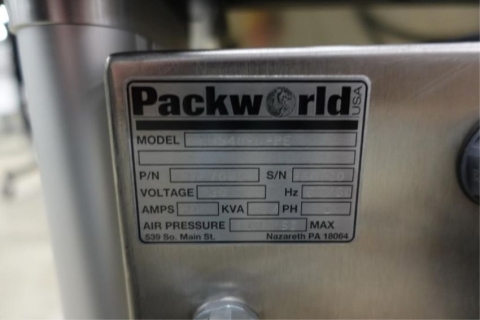 Packworld USA
MODEL
P/N S/N
VOLTAGE Hz
AMPS KVA PH
AIR PRESSURE MAX
539 So. Main St. Nazareth PA 18064